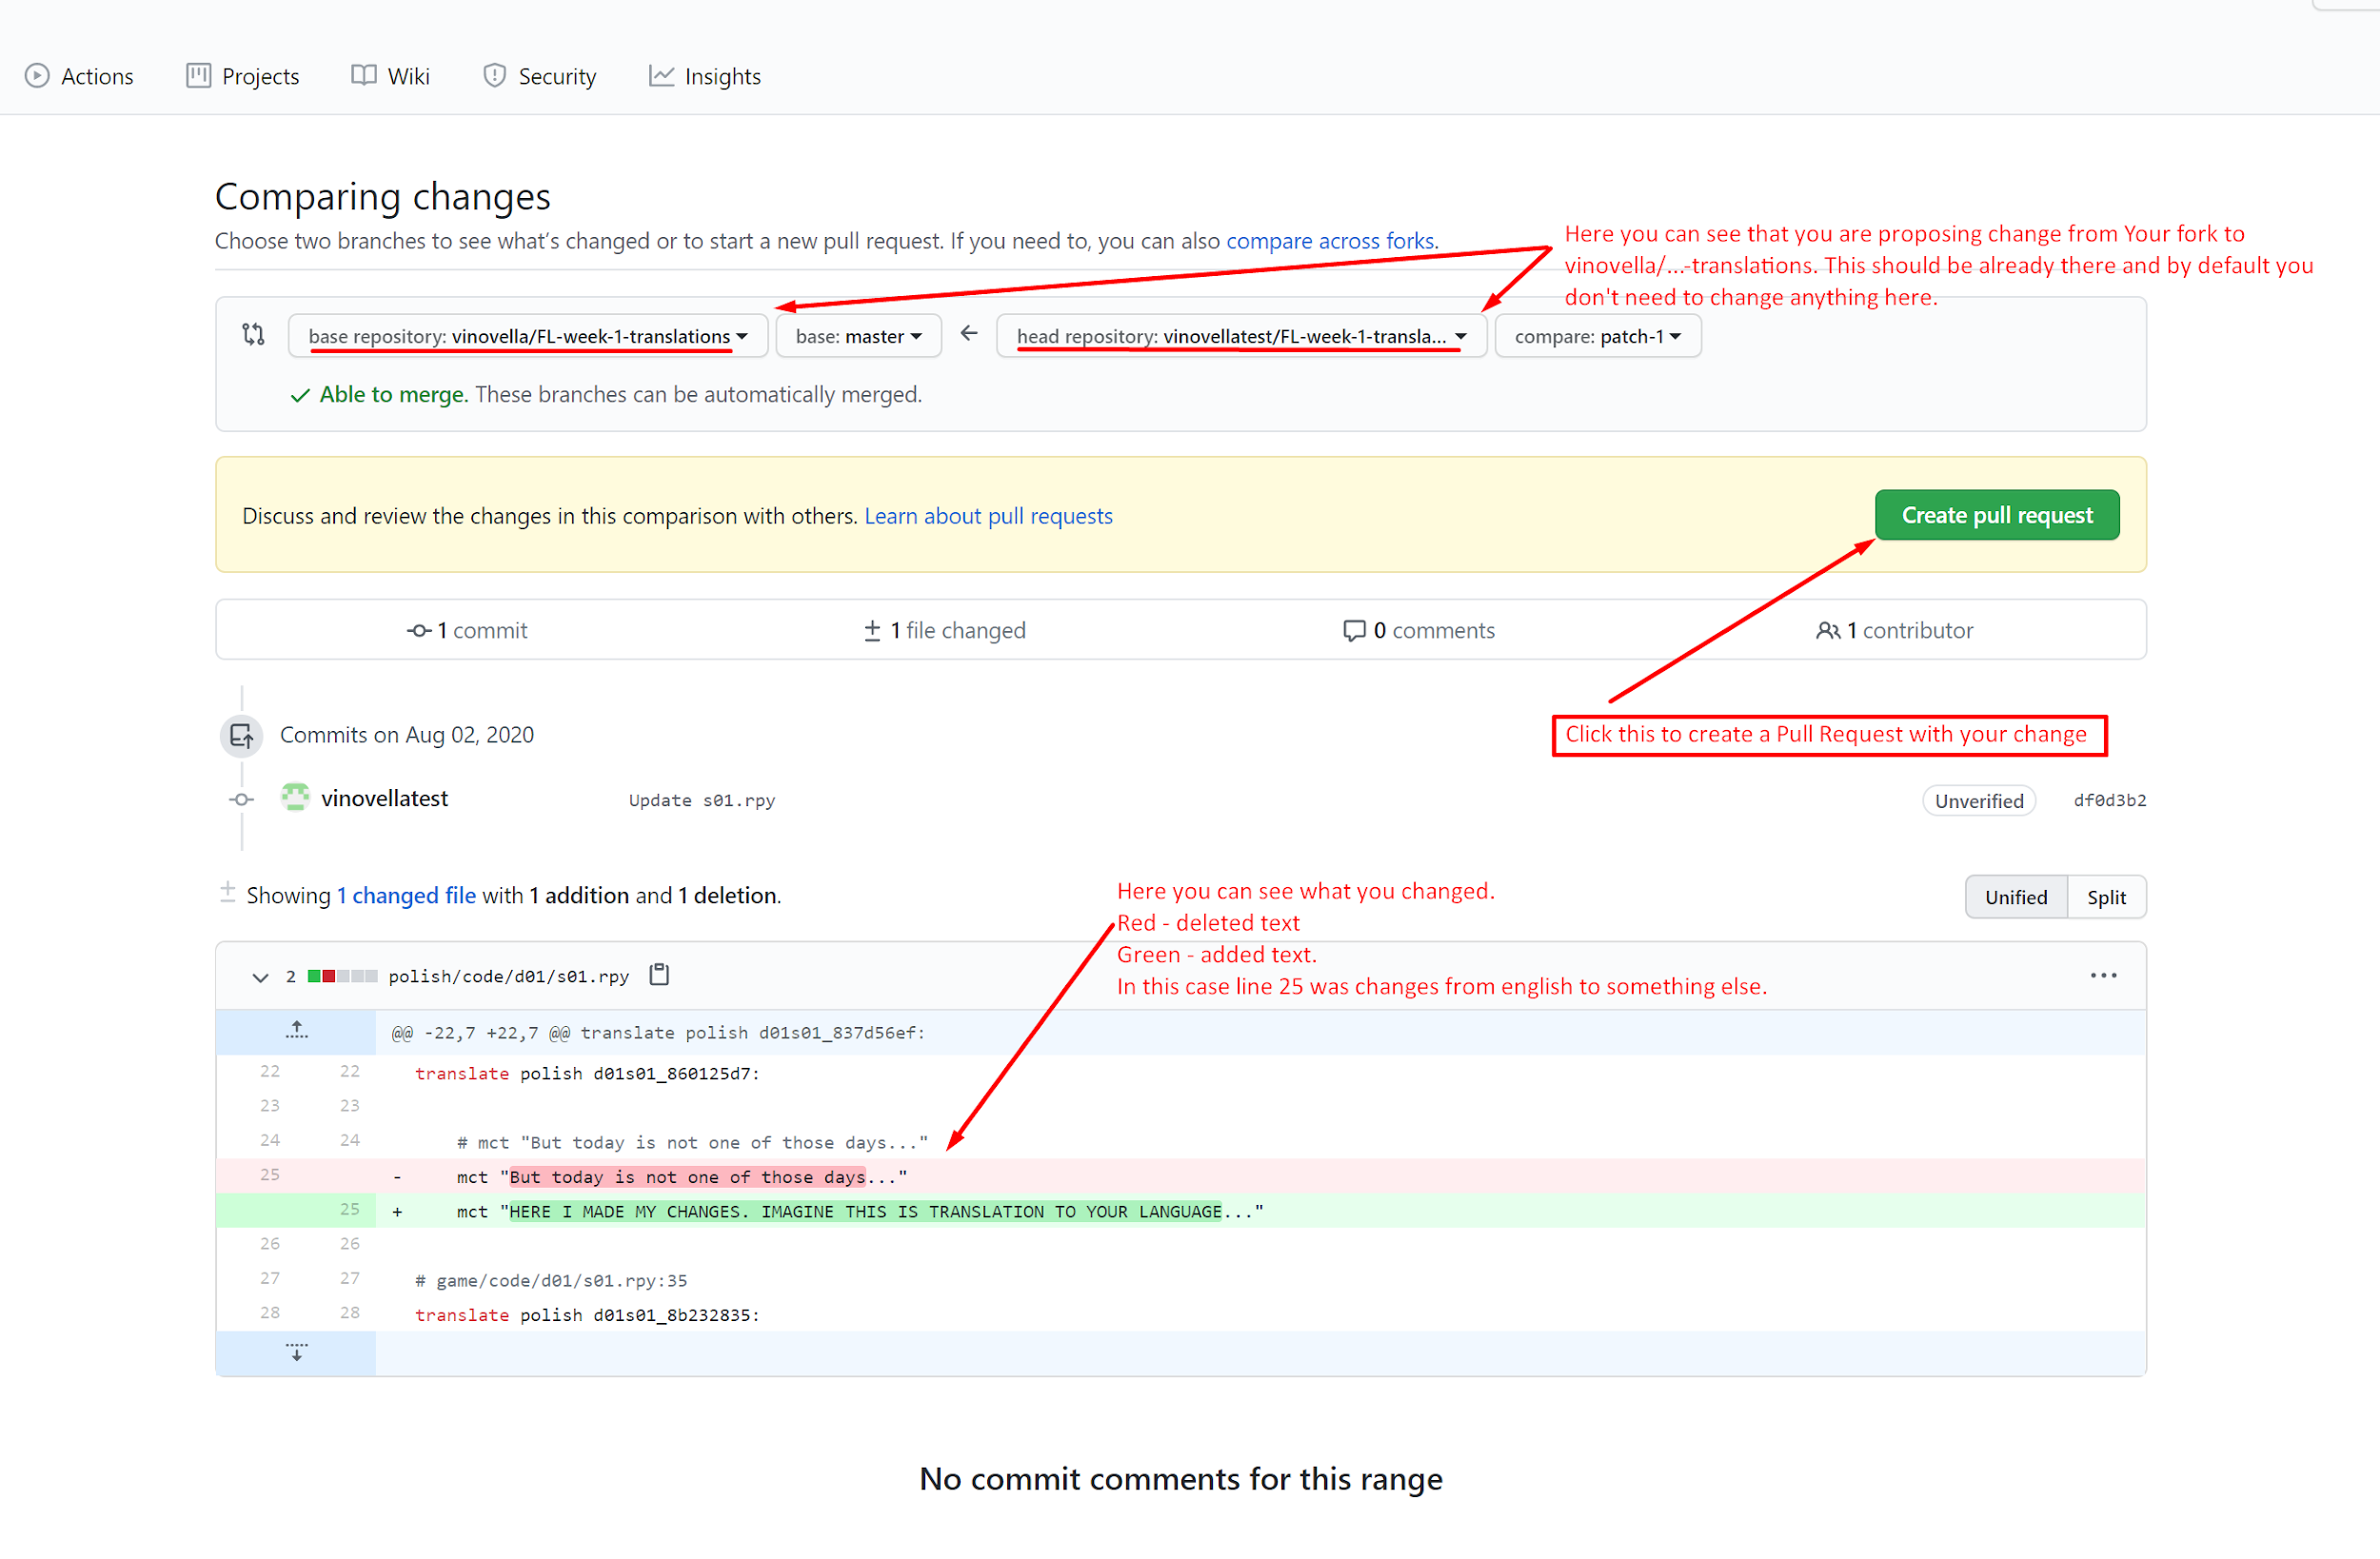 Actions Projects Wiki Security Insights
Comparing changes
Choose two branches to see what's changed or to start a new pull request. If you need to, you can also compare across forks.
Here you can see that you are proposing change from Your fork to
vinovella/...-translations. This should be already there and by default you
don't need to change anything here.
base repository: vinovella/FL-week-1-translations base: master ← head repository: vinovellatest/FL-week-1-transla... compare: patch-1
Able to merge. These branches can be automatically merged.
Discuss and review the changes in this comparison with others. Learn about pull requests
Create pull request
1 commit 1 file changed 0 comments 1 contributor
Commits on Aug 02, 2020
Click this to create a Pull Request with your change
vinovellatest Update s01.rpy Unverified df0d3b2
Showing 1 changed file with 1 addition and 1 deletion.
Unified Split
Here you can see what you changed.
Red - deleted text
Green - added text.
In this case line 25 was changes from english to something else.
2 polish/code/d01/s01.rpy ...
@@ -22,7 +22,7 @@ translate polish d01s01_837d56ef:
22 22 translate polish d01s01_860125d7:
23 23
24 24 # mct "But today is not one of those days..."
25 - mct "But today is not one of those days..."
25 + mct "HERE I MADE MY CHANGES. IMAGINE THIS IS TRANSLATION TO YOUR LANGUAGE..."
26 26
27 27 # game/code/d01/s01.rpy:35
28 28 translate polish d01s01_8b232835:
No commit comments for this range